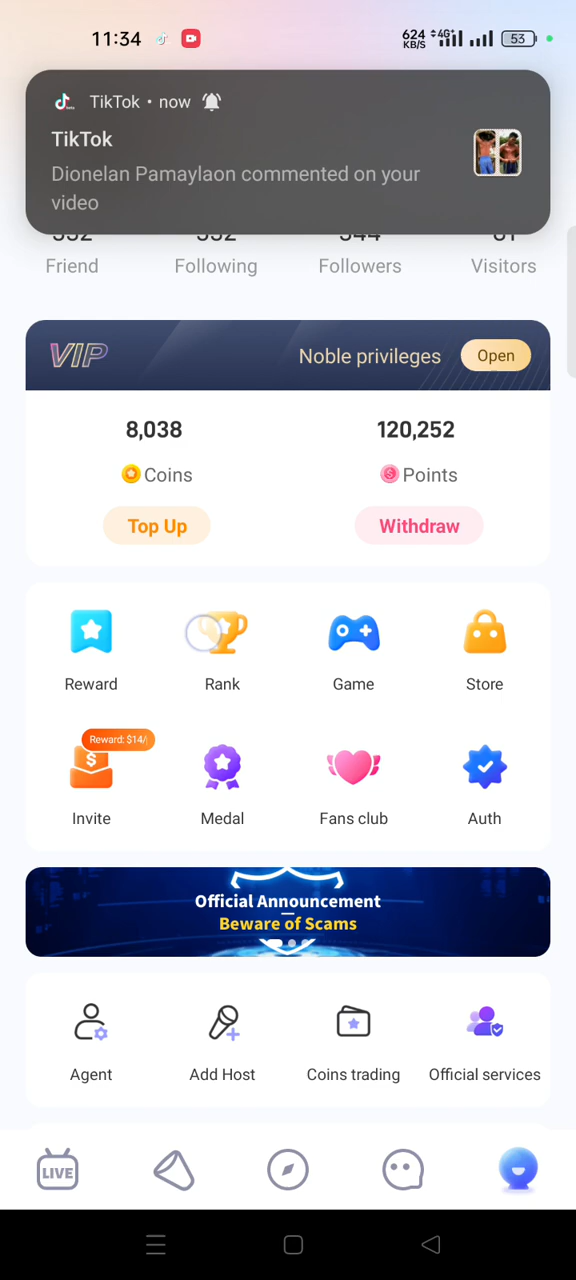 11:34
624 KB/S
4G+
53
TikTok • now
TikTok
Dionelan Pamaylaon commented on your
video
Friend Following Followers Visitors
VIP Noble privileges Open
8,038 120,252
Coins Points
Top Up Withdraw
Reward Rank Game Store
Reward: $14/
Invite Medal Fans club Auth
Official Announcement
Beware of Scams
Agent Add Host Coins trading Official services
LIVE